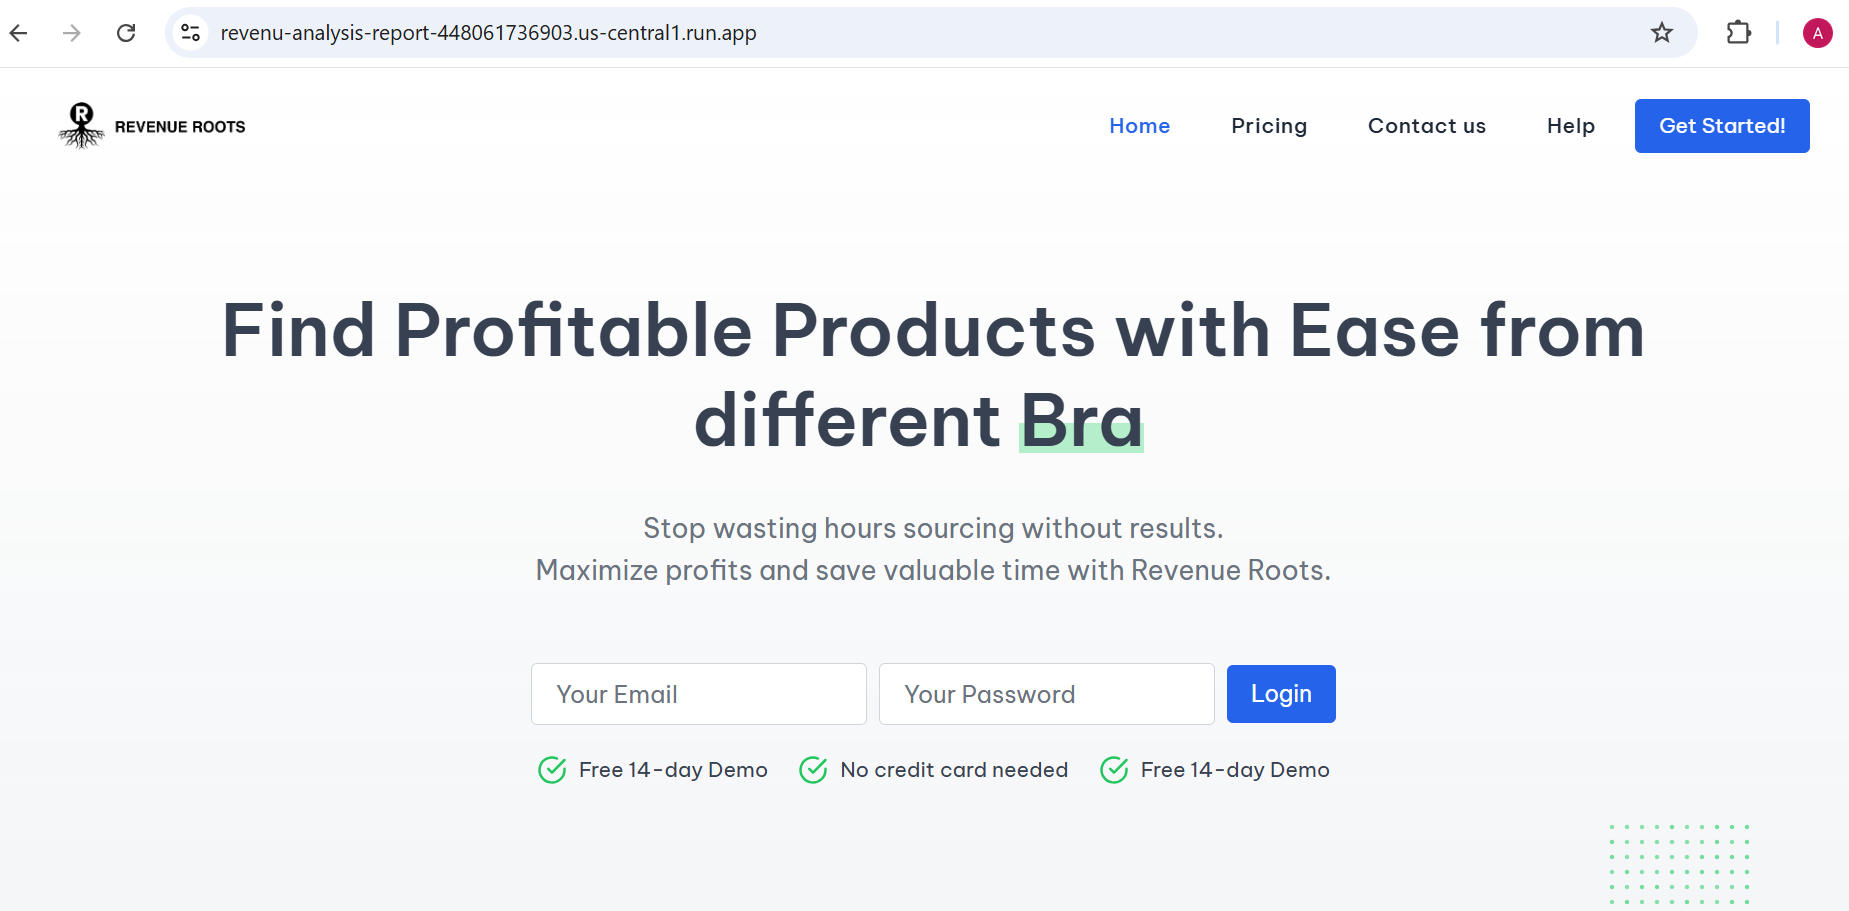 revenu-analysis-report-448061736903.us-central1.run.app
A
R
REVENUE ROOTS
Home
Pricing
Contact us
Help
Get Started!
Find Profitable Products with Ease from
different Bra
Stop wasting hours sourcing without results.
Maximize profits and save valuable time with Revenue Roots.
Your Email
Your Password
Login
Free 14-day Demo
No credit card needed
Free 14-day Demo